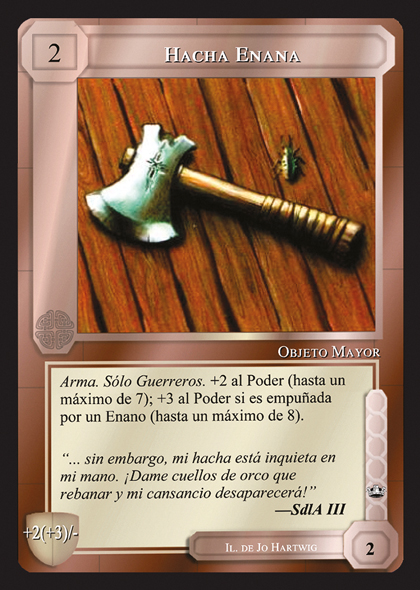 2
Hacha Enana
Objeto Mayor
Arma. Sólo Guerreros. +2 al Poder (hasta un
máximo de 7); +3 al Poder si es empuñada
por un Enano (hasta un máximo de 8).
“... sin embargo, mi hacha está inquieta en
mi mano. ¡Dame cuellos de orco que
rebanar y mi cansancio desaparecerá!”
—SdlA III
+2(+3)/-
Il. de Jo Hartwig
2